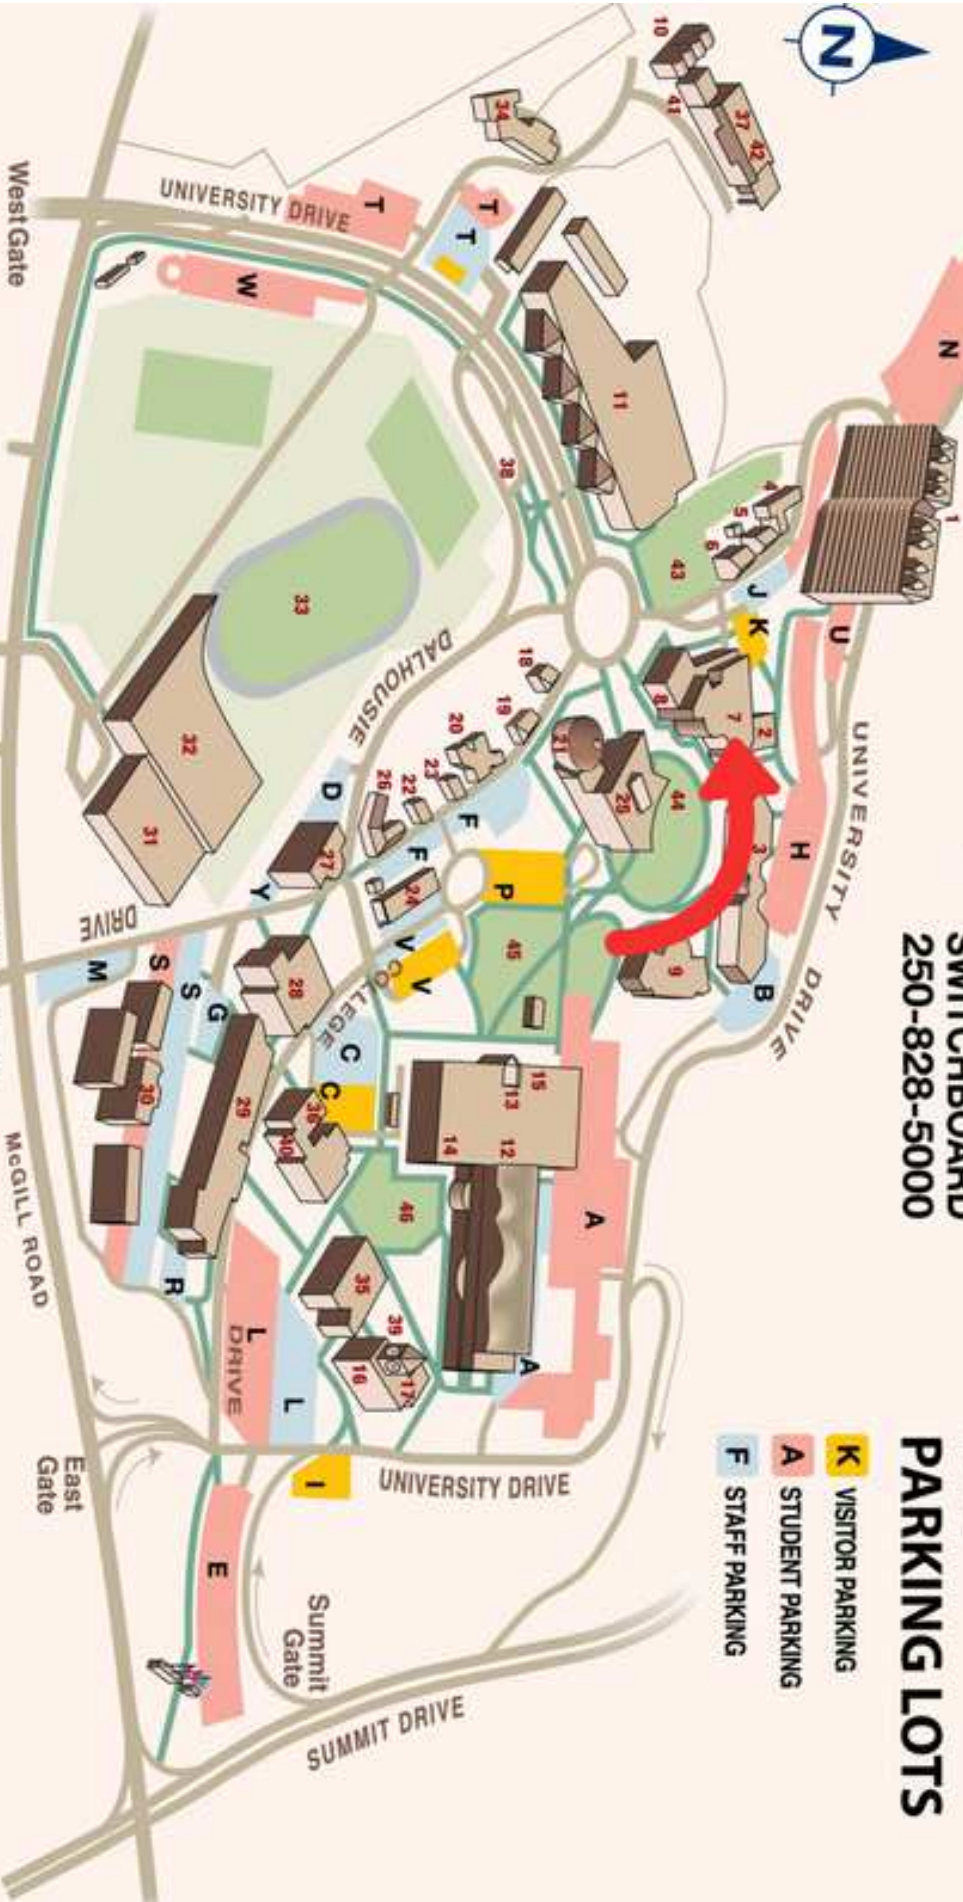 N
SWITCHBOARD
250-828-5000
PARKING LOTS
K VISITOR PARKING
A STUDENT PARKING
F STAFF PARKING
N
1
U
H
UNIVERSITY
DRIVE
10
41
37
42
34
T
T
T
UNIVERSITY DRIVE
West Gate
W
11
38
4
5
6
43
J
K
8
7
2
3
9
B
44
25
21
18
19
20
23
22
26
24
F
F
P
45
V
V
33
DALHOUSIE
DRIVE
32
31
D
27
Y
28
COLLEGE
C
C
36
40
M
S
S
G
30
29
R
15
13
12
14
A
A
46
35
39
16
17
L
DRIVE
L
I
UNIVERSITY DRIVE
McGILL ROAD
East
Gate
E
Summit
Gate
SUMMIT DRIVE